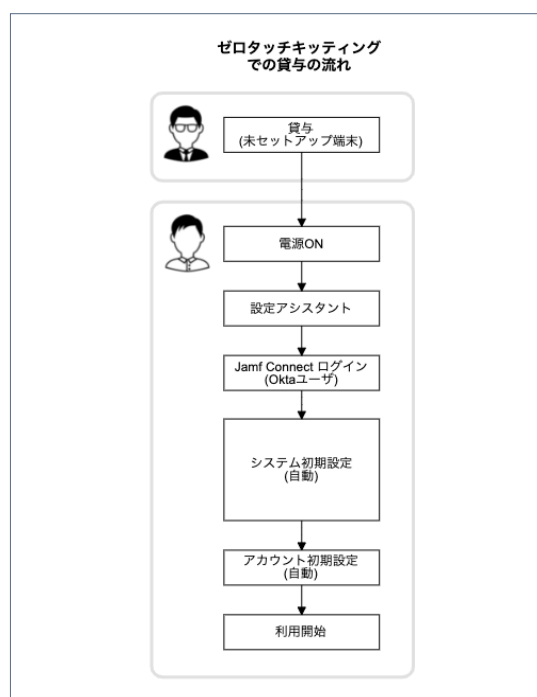 ゼロタッチキッティング
での貸与の流れ
貸与
(未セットアップ端末)
電源ON
設定アシスタント
Jamf Connect ログイン
(Oktaユーザ)
システム初期設定
(自動)
アカウント初期設定
(自動)
利用開始